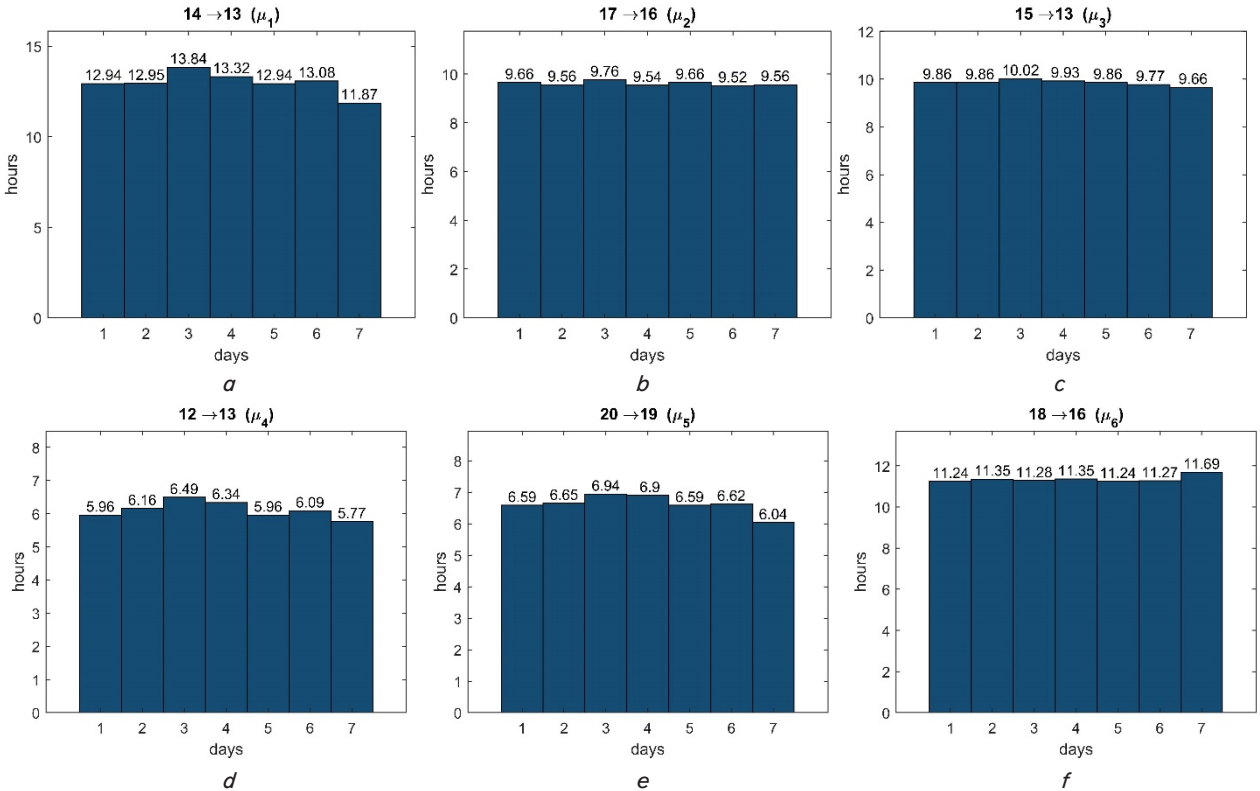 14 →13 (μ1)
15
12.94 12.95 13.84 13.32 12.94 13.08 11.87
10
hours
5
0
1 2 3 4 5 6 7
days
a
17 →16 (μ2)
10
9.66 9.56 9.76 9.54 9.66 9.52 9.56
8
6
hours
4
2
0
1 2 3 4 5 6 7
days
b
15 →13 (μ3)
12
10
9.86 9.86 10.02 9.93 9.86 9.77 9.66
8
6
hours
4
2
0
1 2 3 4 5 6 7
days
c
12 →13 (μ4)
8
7
5.96 6.16 6.49 6.34 5.96 6.09 5.77
6
5
4
hours
3
2
1
0
1 2 3 4 5 6 7
days
d
20 →19 (μ5)
8
7
6.59 6.65 6.94 6.9 6.59 6.62 6.04
6
5
4
hours
3
2
1
0
1 2 3 4 5 6 7
days
e
18 →16 (μ6)
12
11.24 11.35 11.28 11.35 11.24 11.27 11.69
10
8
6
hours
4
2
0
1 2 3 4 5 6 7
days
f